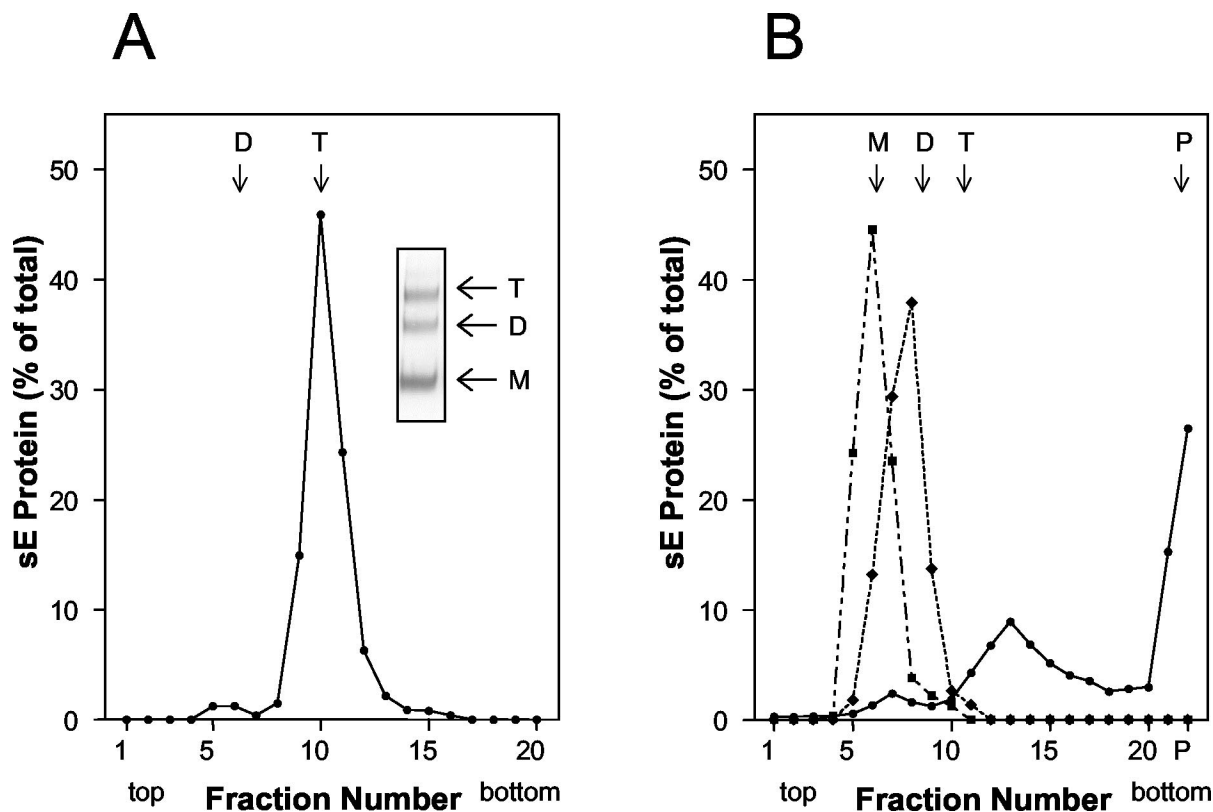 A
B
D T
M D T P
50
40
30
20
10
0
sE Protein (% of total)
T
D
M
1 5 10 15 20
top Fraction Number bottom
50
40
30
20
10
0
sE Protein (% of total)
1 5 10 15 20 P
top Fraction Number bottom